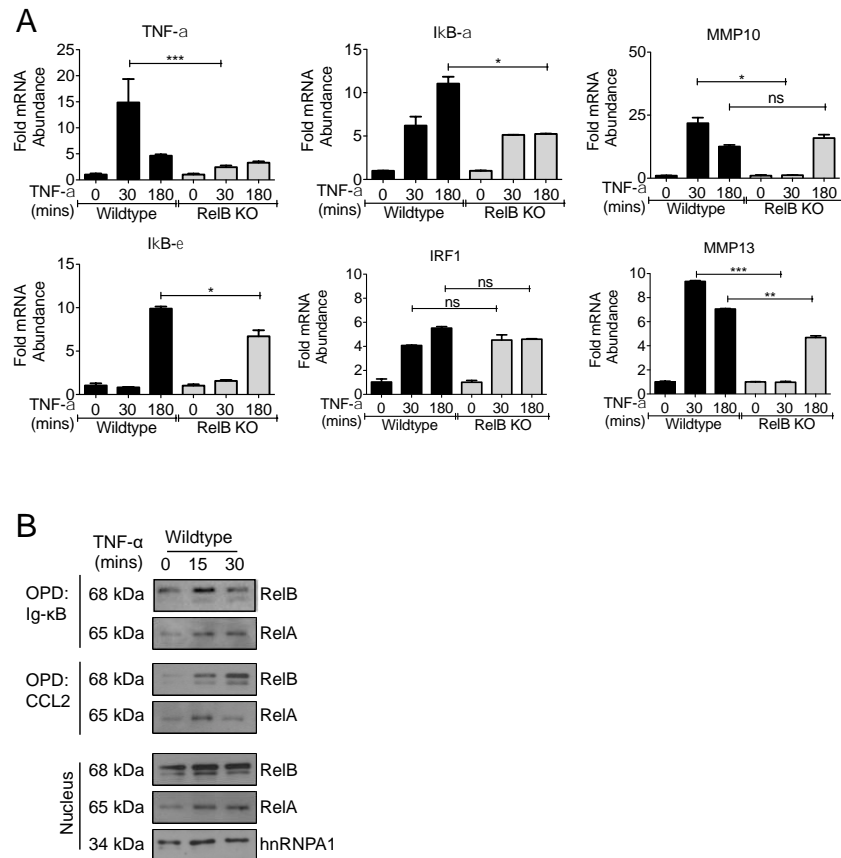 A
TNF-a
***
25
20
15
10
5
0
Fold mRNA
Abundance
TNF-a
(mins)
0 30 180 0 30 180
Wildtype RelB KO
IkB-a
*
15
10
5
0
Fold mRNA
Abundance
TNF-a
(mins)
0 30 180 0 30 180
Wildtype RelB KO
MMP10
*
ns
50
25
0
Fold mRNA
Abundance
TNF-a
(mins)
0 30 180 0 30 180
Wildtype RelB KO
IkB-e
*
15
10
5
0
Fold mRNA
Abundance
TNF-a
(mins)
0 30 180 0 30 180
Wildtype RelB KO
IRF1
ns
ns
10
8
6
4
2
0
Fold mRNA
Abundance
TNF-a
(mins)
0 30 180 0 30 180
Wildtype RelB KO
MMP13
***
**
10
8
6
4
2
0
Fold mRNA
Abundance
TNF-a
(mins)
0 30 180 0 30 180
Wildtype RelB KO
B
TNF-α
(mins)
Wildtype
0 15 30
OPD:
Ig-κB
68 kDa RelB
65 kDa RelA
OPD:
CCL2
68 kDa RelB
65 kDa RelA
Nucleus
68 kDa RelB
65 kDa RelA
34 kDa hnRNPA1